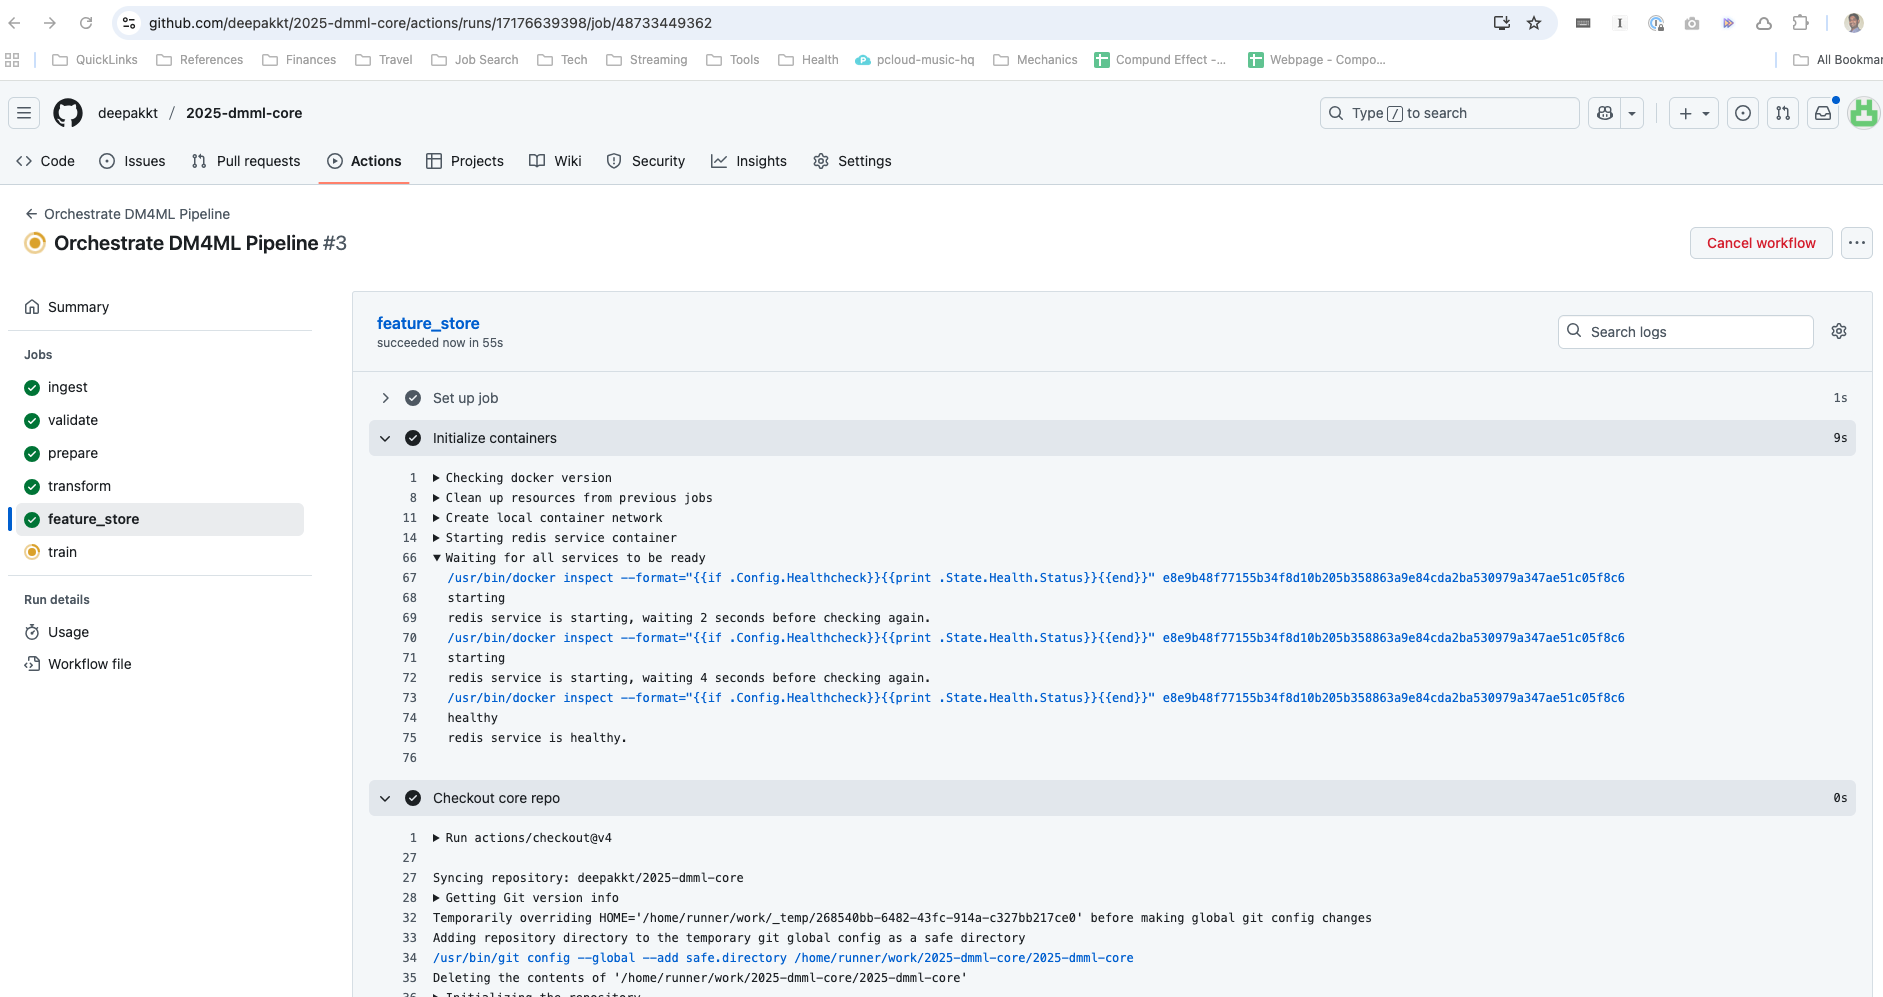 github.com/deepakkt/2025-dmml-core/actions/runs/17176639398/job/48733449362
QuickLinks References Finances Travel Job Search Tech Streaming Tools Health pcloud-music-hq Mechanics Compund Effect -... Webpage - Compo... All Bookmar
deepakkt / 2025-dmml-core Type / to search
Code Issues Pull requests Actions Projects Wiki Security Insights Settings
Orchestrate DM4ML Pipeline
Orchestrate DM4ML Pipeline #3 Cancel workflow
Summary
Jobs
ingest
validate
prepare
transform
feature_store
train
Run details
Usage
Workflow file
feature_store
succeeded now in 55s
Search logs
Set up job 1s
Initialize containers 9s
1 Checking docker version
8 Clean up resources from previous jobs
11 Create local container network
14 Starting redis service container
66 Waiting for all services to be ready
67 /usr/bin/docker inspect --format="{{if .Config.Healthcheck}}{{print .State.Health.Status}}{{end}}" e8e9b48f77155b34f8d10b205b358863a9e84cda2ba530979a347ae51c05f8c6
68 starting
69 redis service is starting, waiting 2 seconds before checking again.
70 /usr/bin/docker inspect --format="{{if .Config.Healthcheck}}{{print .State.Health.Status}}{{end}}" e8e9b48f77155b34f8d10b205b358863a9e84cda2ba530979a347ae51c05f8c6
71 starting
72 redis service is starting, waiting 4 seconds before checking again.
73 /usr/bin/docker inspect --format="{{if .Config.Healthcheck}}{{print .State.Health.Status}}{{end}}" e8e9b48f77155b34f8d10b205b358863a9e84cda2ba530979a347ae51c05f8c6
74 healthy
75 redis service is healthy.
76
Checkout core repo 0s
1 Run actions/checkout@v4
27
27 Syncing repository: deepakkt/2025-dmml-core
28 Getting Git version info
32 Temporarily overriding HOME='/home/runner/work/_temp/268540bb-6482-43fc-914a-c327bb217ce0' before making global git config changes
33 Adding repository directory to the temporary git global config as a safe directory
34 /usr/bin/git config --global --add safe.directory /home/runner/work/2025-dmml-core/2025-dmml-core
35 Deleting the contents of '/home/runner/work/2025-dmml-core/2025-dmml-core'
36 Initializing the repository